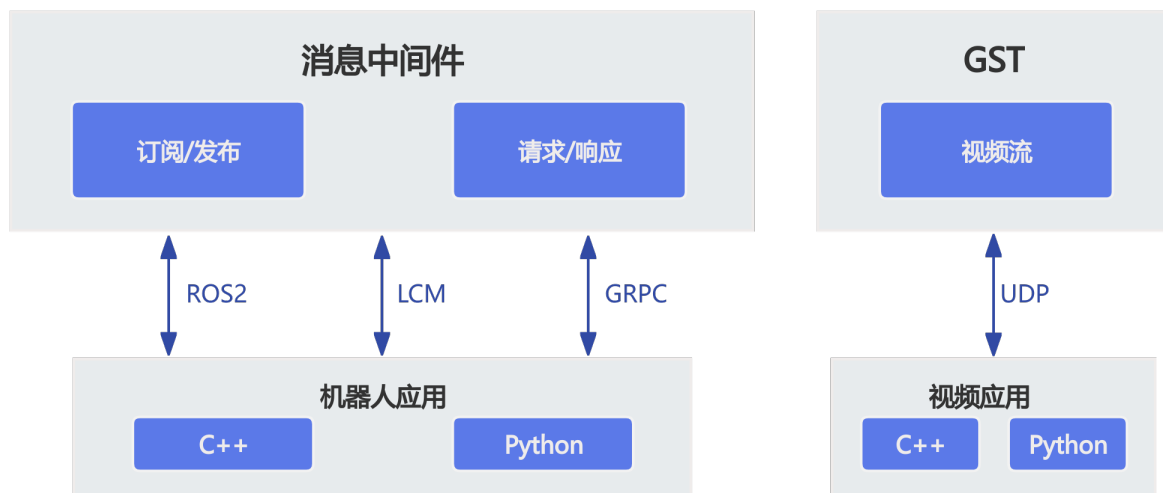 消息中间件
订阅/发布
请求/响应
ROS2
LCM
GRPC
机器人应用
C++
Python
GST
视频流
UDP
视频应用
C++
Python